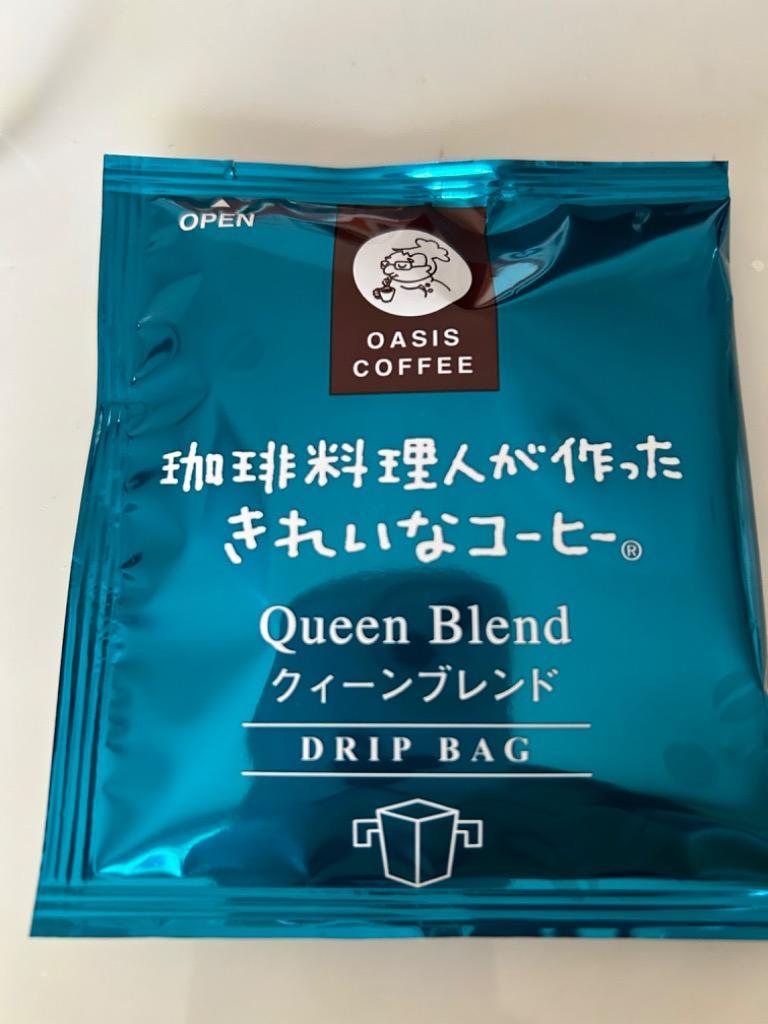 OPEN
OASIS
COFFEE
珈琲料理人が作った
きれいなコーヒー®
Queen Blend
クィーンブレンド
DRIP BAG